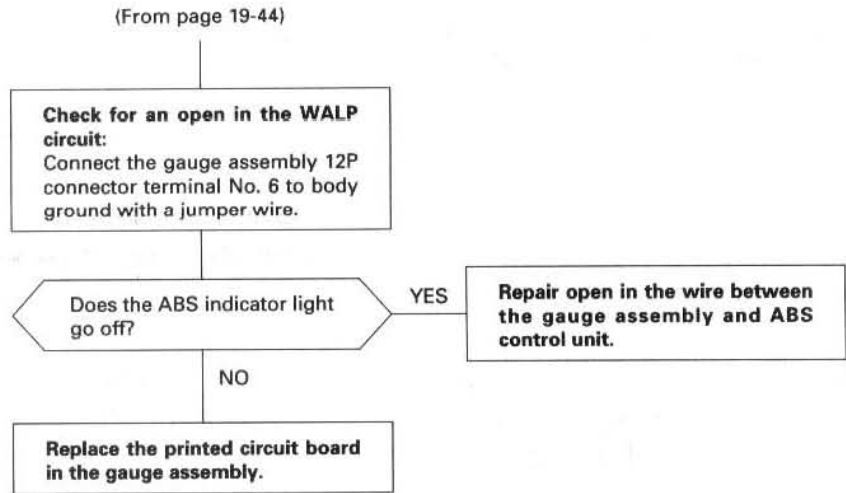 (From page 19-44)
Check for an open in the WALP
circuit:
Connect the gauge assembly 12P
connector terminal No. 6 to body
ground with a jumper wire.
Does the ABS indicator light
go off?
YES
Repair open in the wire between
the gauge assembly and ABS
control unit.
NO
Replace the printed circuit board
in the gauge assembly.